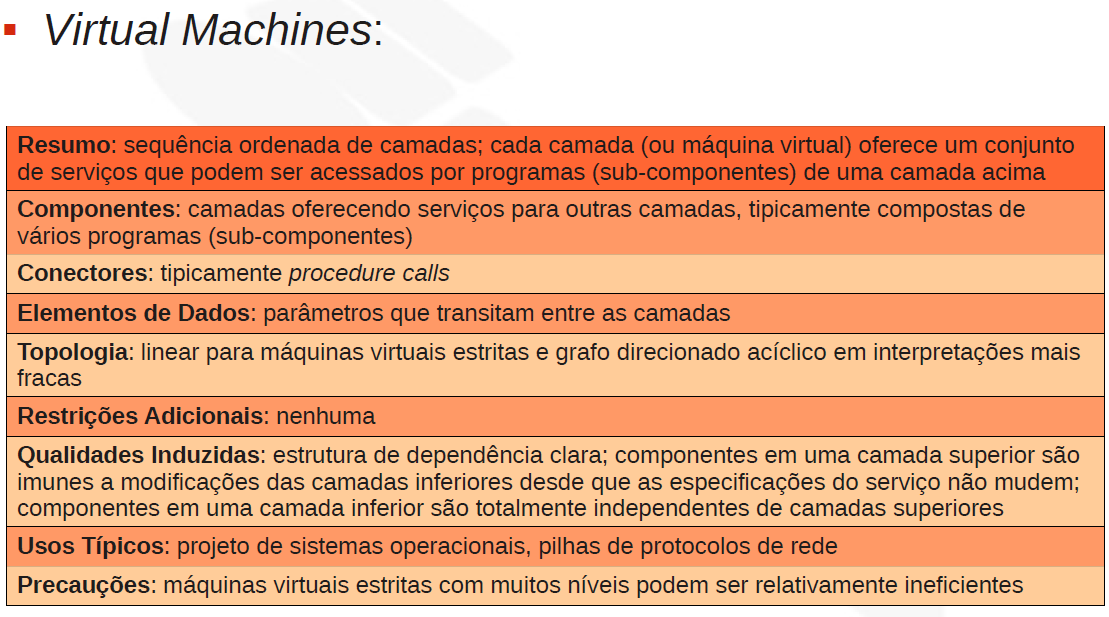 ▪ Virtual Machines:
Resumo: sequência ordenada de camadas; cada camada (ou máquina virtual) oferece um conjunto
de serviços que podem ser acessados por programas (sub-componentes) de uma camada acima
Componentes: camadas oferecendo serviços para outras camadas, tipicamente compostas de
vários programas (sub-componentes)
Conectores: tipicamente procedure calls
Elementos de Dados: parâmetros que transitam entre as camadas
Topologia: linear para máquinas virtuais estritas e grafo direcionado acíclico em interpretações mais
fracas
Restrições Adicionais: nenhuma
Qualidades Induzidas: estrutura de dependência clara; componentes em uma camada superior são
imunes a modificações das camadas inferiores desde que as especificações do serviço não mudem;
componentes em uma camada inferior são totalmente independentes de camadas superiores
Usos Típicos: projeto de sistemas operacionais, pilhas de protocolos de rede
Precauções: máquinas virtuais estritas com muitos níveis podem ser relativamente ineficientes